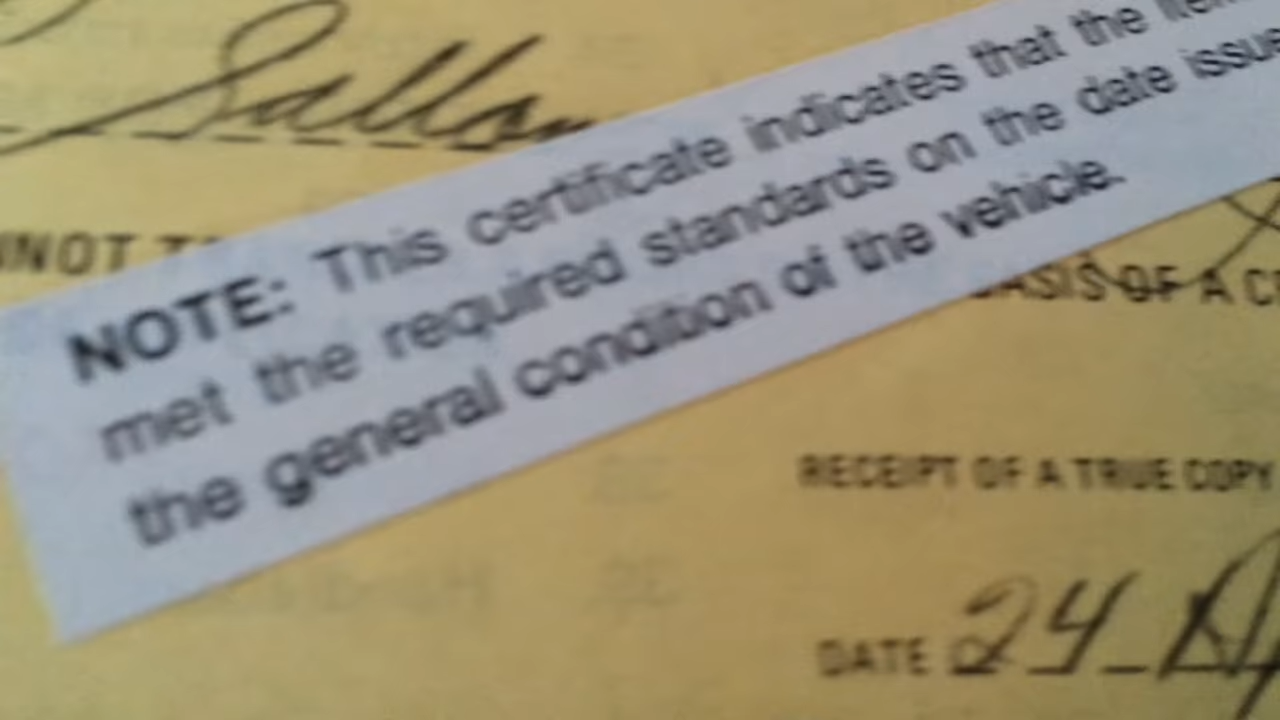 NOTE: This certificate indicates that the
met the required standards on the date issue
the general condition of the vehicle.
OF A
RECEIPT OF A TRUE COPY
DATE 24